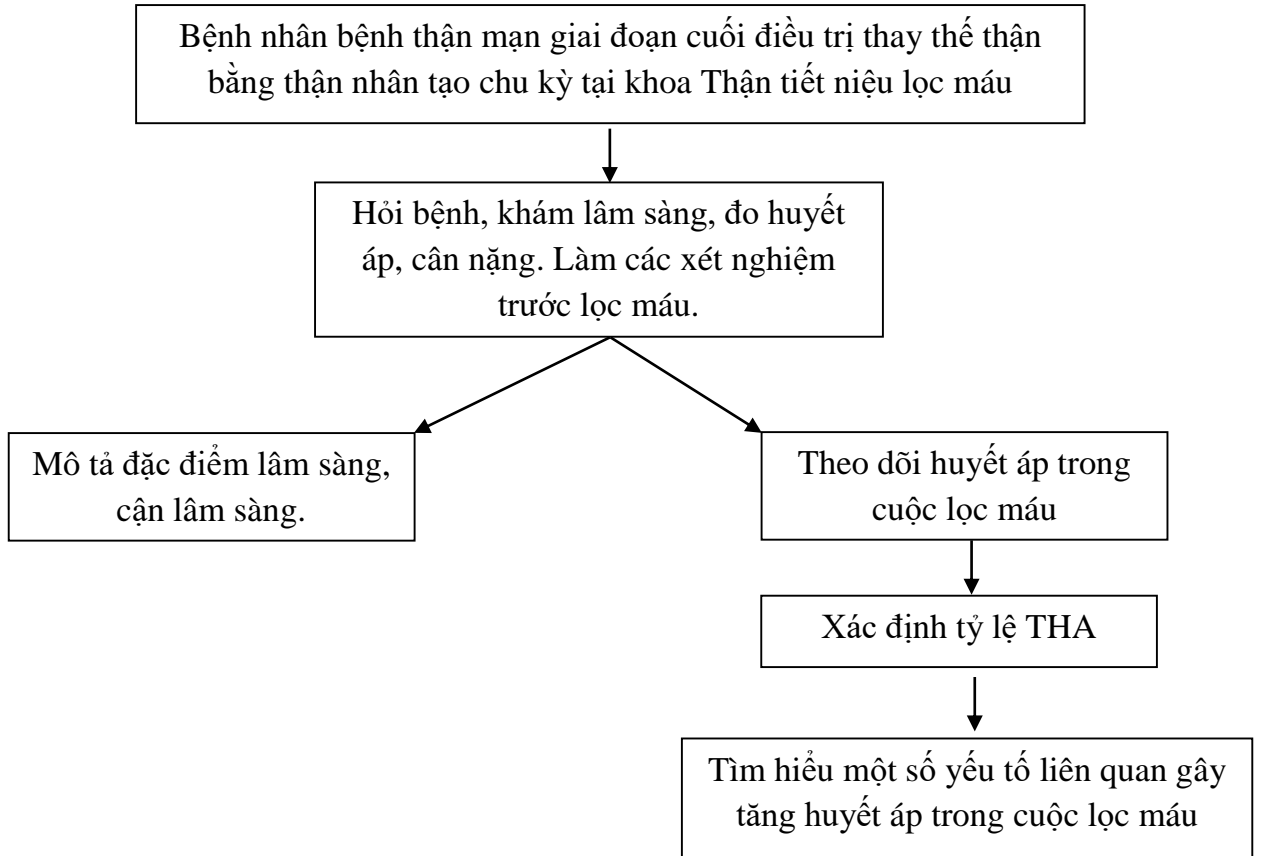 Bệnh nhân bệnh thận mạn giai đoạn cuối điều trị thay thế thận
bằng thận nhân tạo chu kỳ tại khoa Thận tiết niệu lọc máu
Hỏi bệnh, khám lâm sàng, đo huyết
áp, cân nặng. Làm các xét nghiệm
trước lọc máu.
Mô tả đặc điểm lâm sàng,
cận lâm sàng.
Theo dõi huyết áp trong
cuộc lọc máu
Xác định tỷ lệ THA
Tìm hiểu một số yếu tố liên quan gây
tăng huyết áp trong cuộc lọc máu